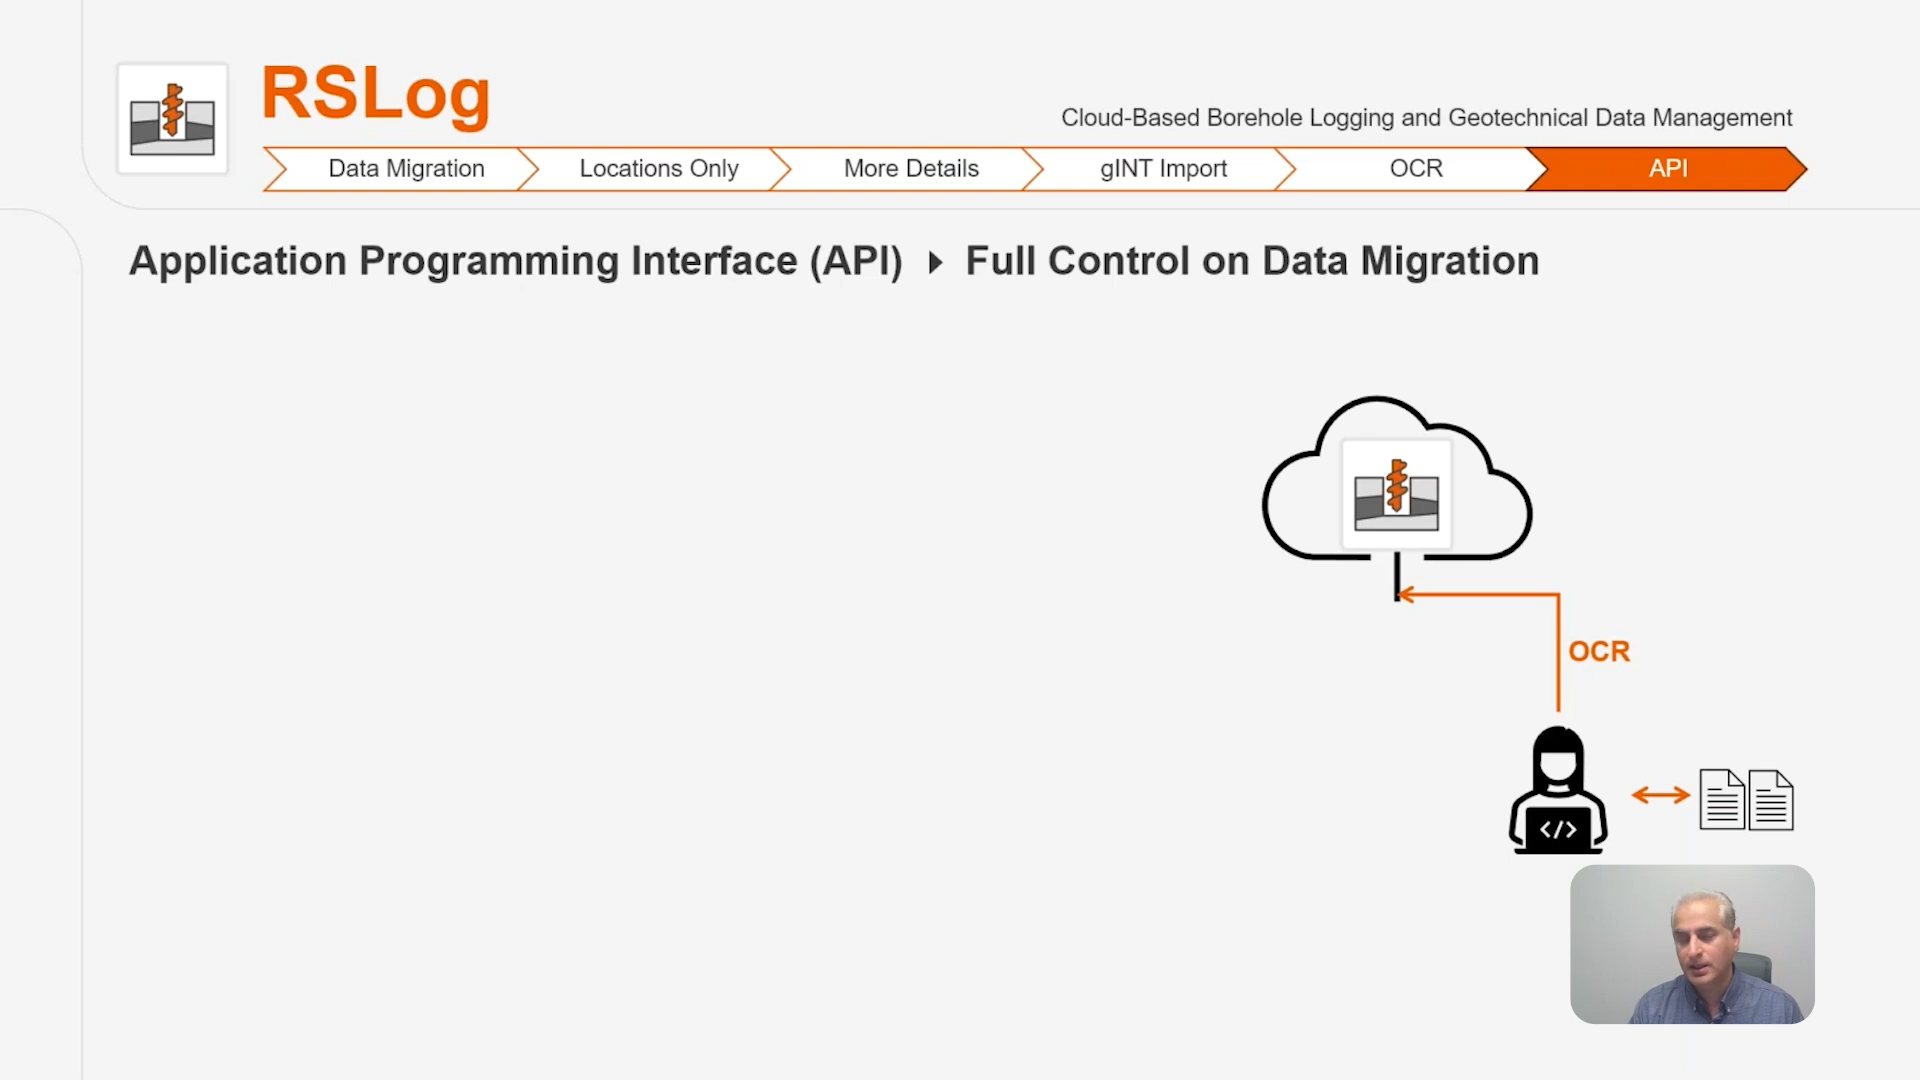 RSLog
Cloud-Based Borehole Logging and Geotechnical Data Management
Data Migration
Locations Only
More Details
gINT Import
OCR
API
Application Programming Interface (API) ▸ Full Control on Data Migration
OCR
</>